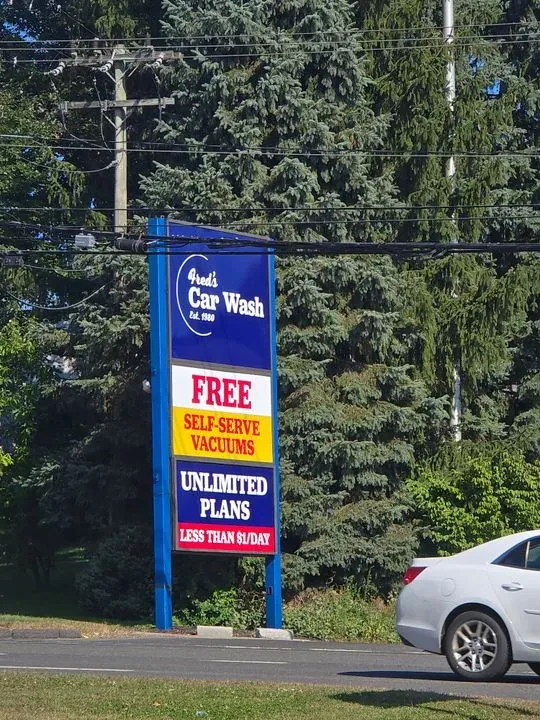 Fred's
Car Wash
Est. 1980
FREE
SELF-SERVE
VACUUMS
UNLIMITED
PLANS
LESS THAN $1/DAY